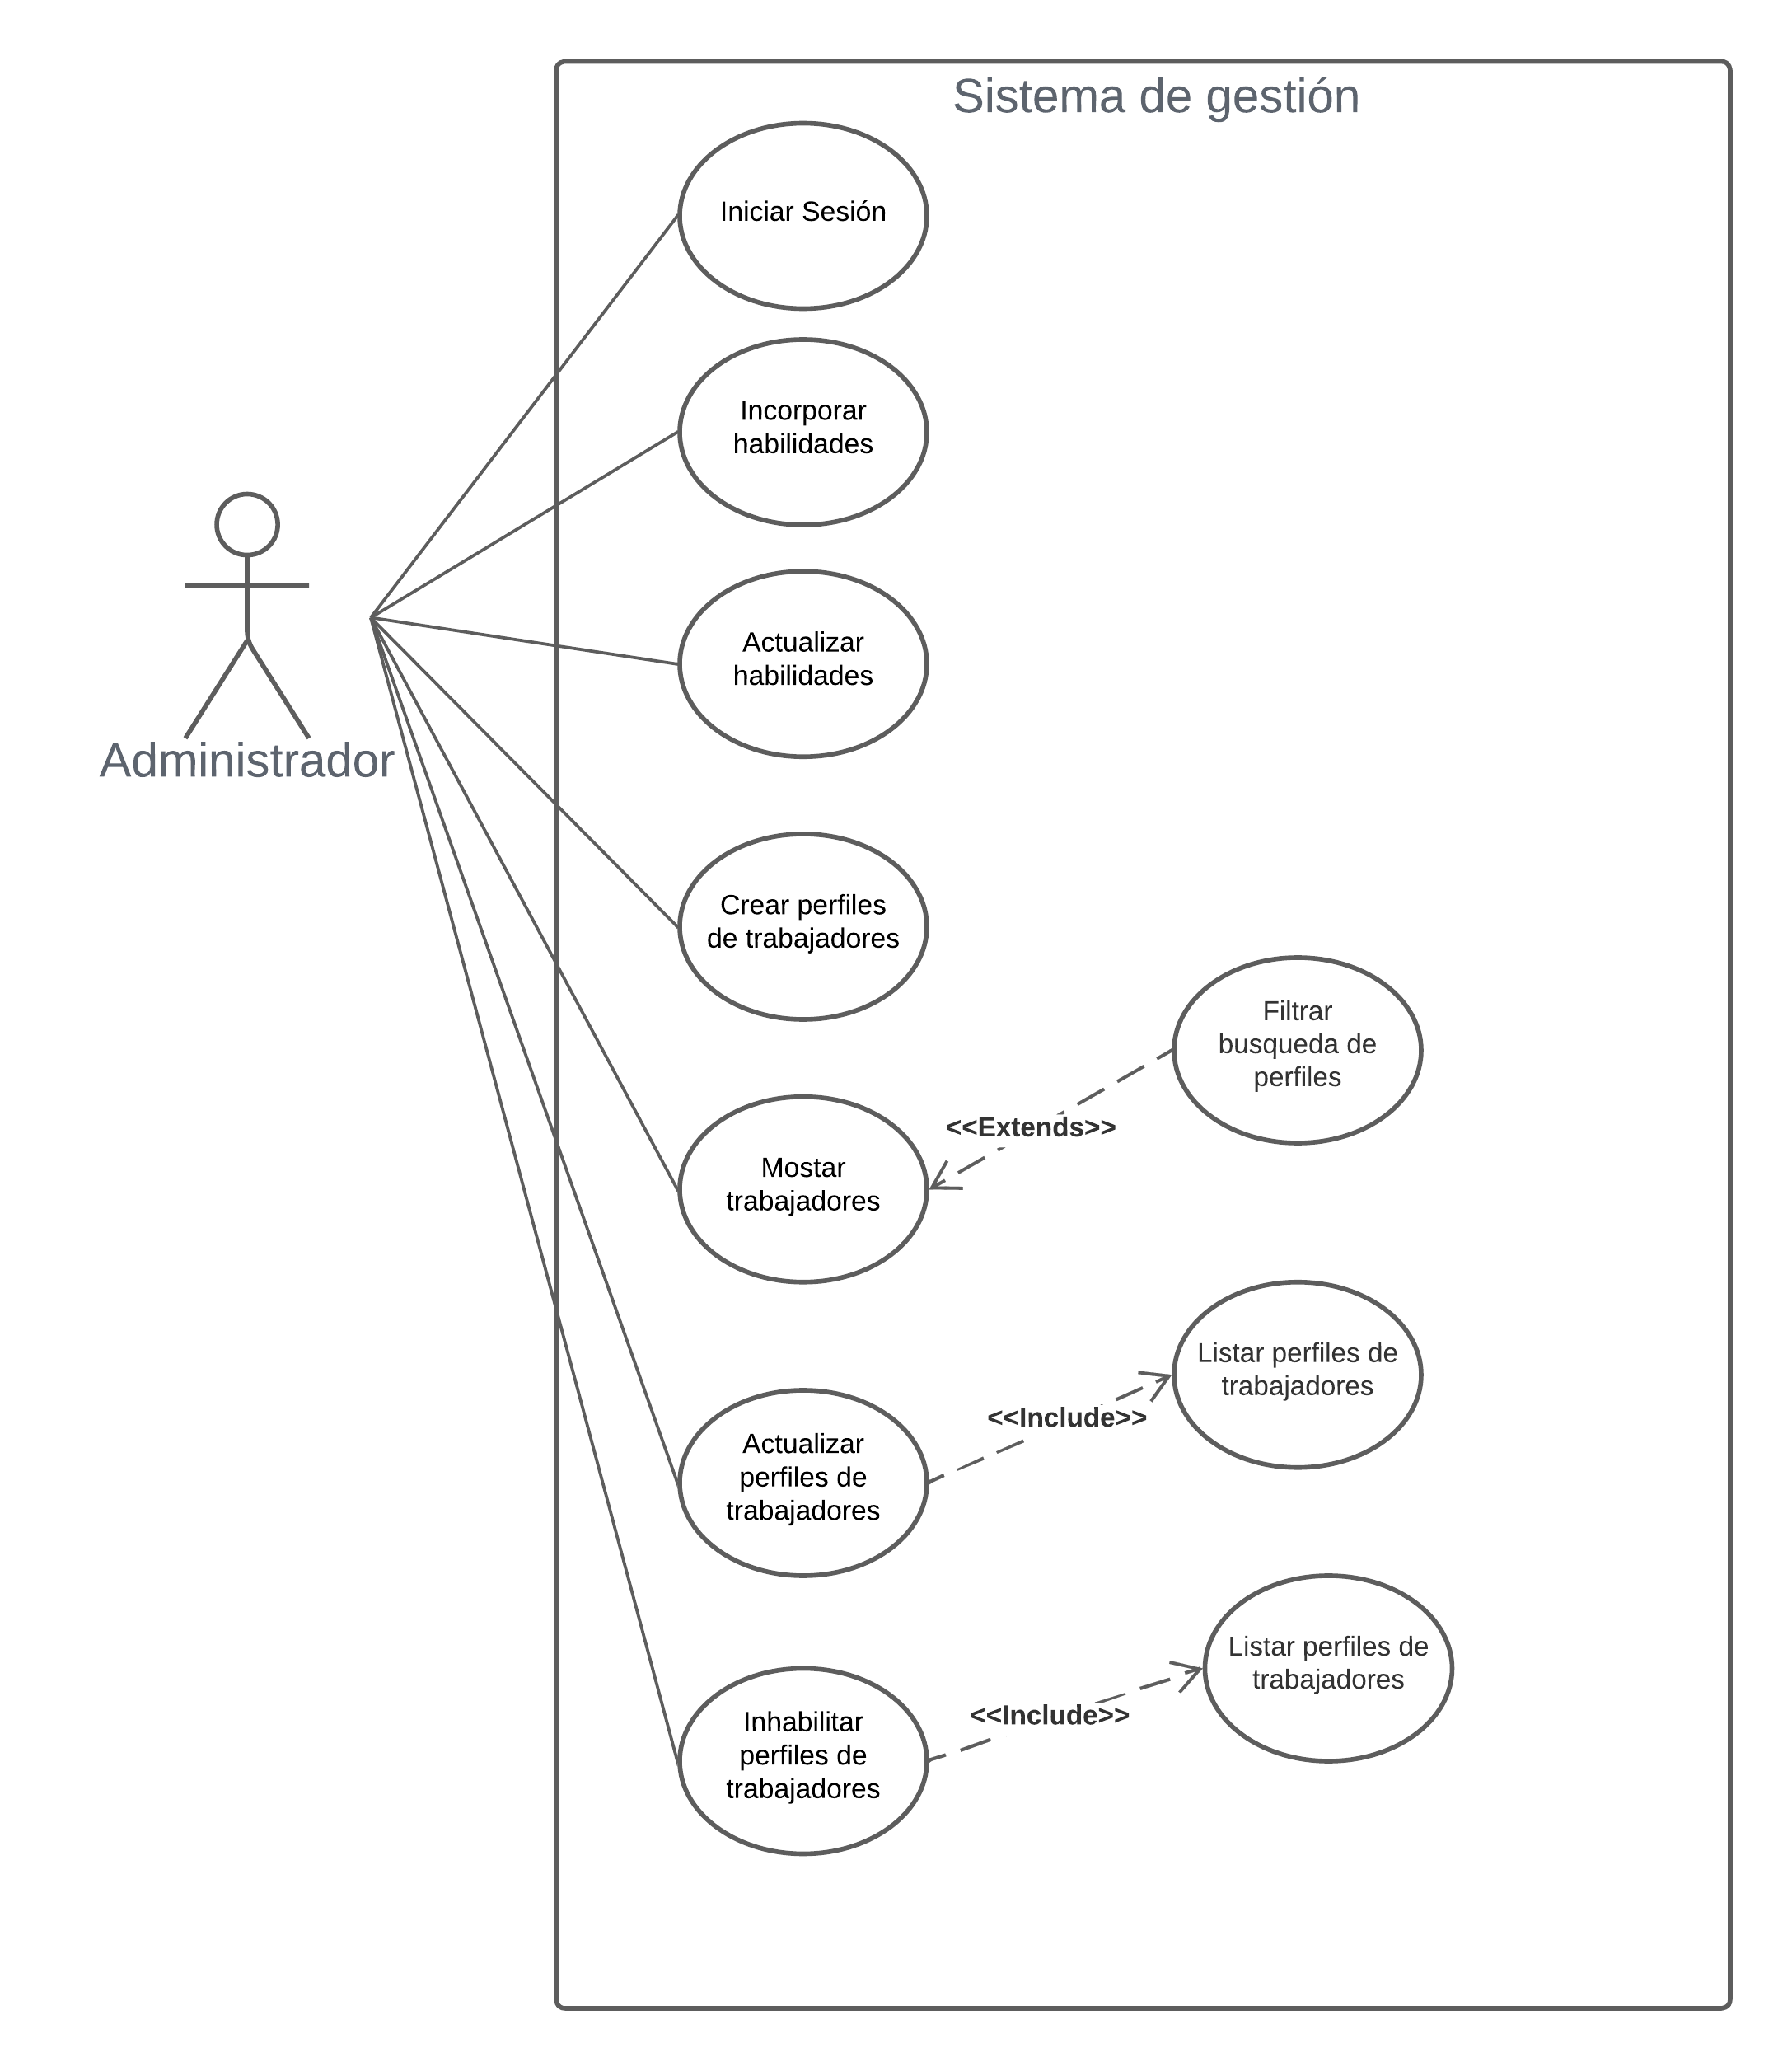 Sistema de gestión
Iniciar Sesión
Incorporar
habilidades
Actualizar
habilidades
Administrador
Crear perfiles
de trabajadores
Filtrar
busqueda de
perfiles
<<Extends>>
Mostar
trabajadores
Listar perfiles de
trabajadores
<<Include>>
Actualizar
perfiles de
trabajadores
Listar perfiles de
trabajadores
<<Include>>
Inhabilitar
perfiles de
trabajadores